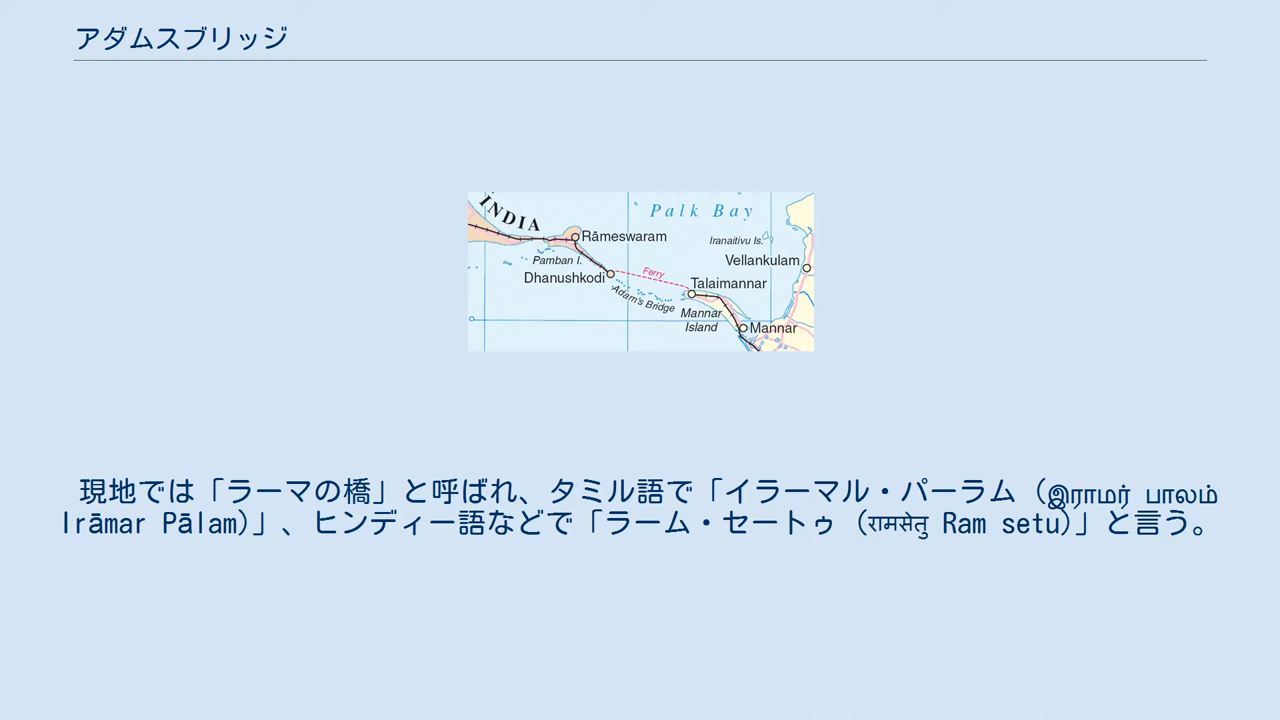 アダムスブリッジ
INDIA
Palk Bay
Rāmeswaram
Iranaitivu Is.
Pamban I.
Vellankulam
Dhanushkodi
Ferry
Talaimannar
Adam's Bridge
Mannar
Island
Mannar
現地では「ラーマの橋」と呼ばれ、タミル語で「イラーマル・パーラム（இராமர் பாலம்
Irāmar Pālam)」、ヒンディー語などで「ラーム・セートゥ（रामसेतु Ram setu)」と言う。